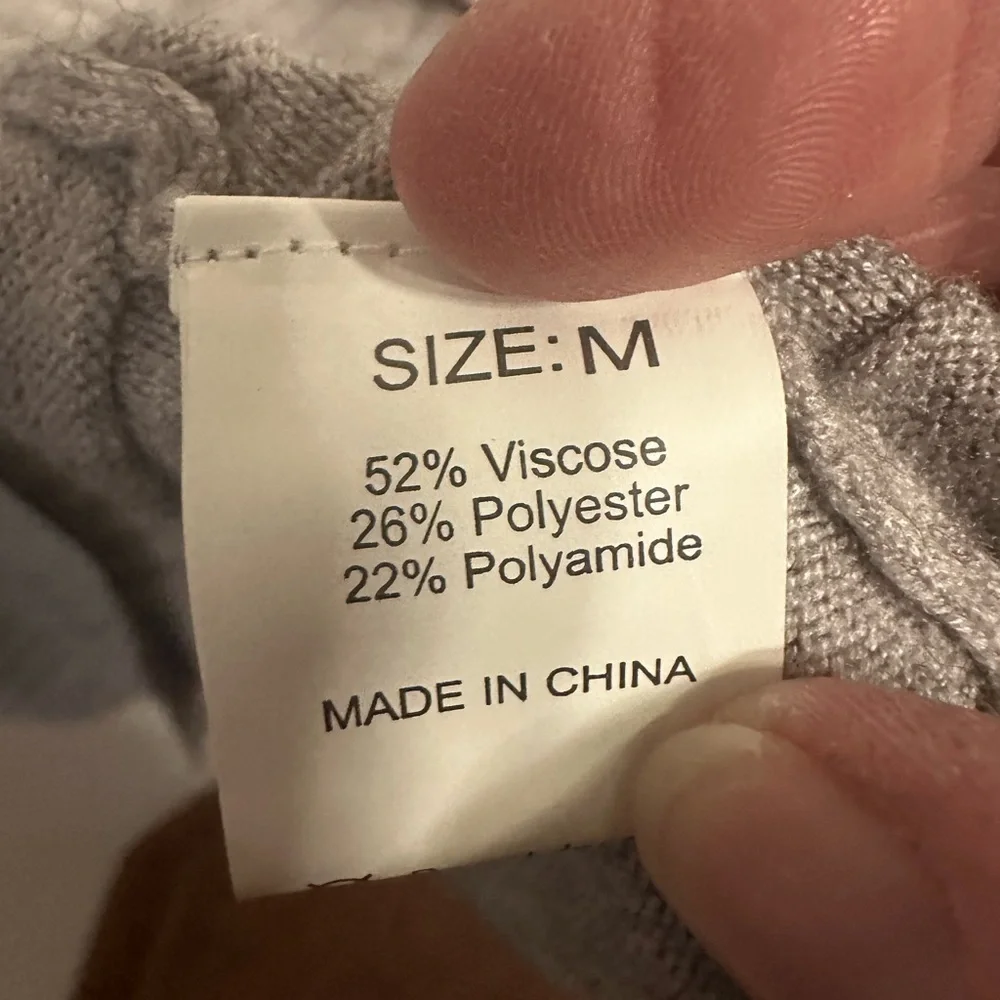 SIZE: M
52% Viscose
26% Polyester
22% Polyamide
MADE IN CHINA